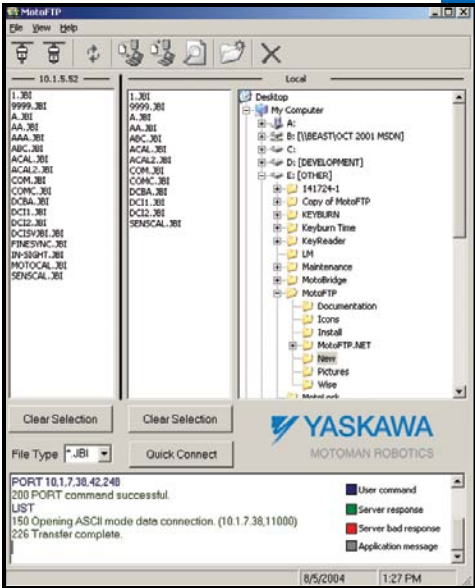 MotoFTP
File View Help
10.1.5.52
Local
1.JBI
9999.JBI
A.JBI
AA.JBI
AAA.JBI
ABC.JBI
ACAL.JBI
ACAL2.JBI
COM.JBI
COMC.JBI
DCBA.JBI
DCI1.JBI
DCI2.JBI
DCISVJBI.JBI
FINESYNC.JBI
IN-SIGHT.JBI
MOTOCAL.JBI
SENSCAL.JBI
1.JBI
9999.JBI
A.JBI
AA.JBI
ABC.JBI
ACAL.JBI
ACAL2.JBI
COM.JBI
COMC.JBI
DCBA.JBI
DCI1.JBI
DCI2.JBI
SENSCAL.JBI
Desktop
My Computer
A:
B: [\\BEAST\OCT 2001 MSDN]
C:
D: [DEVELOPMENT]
E: [OTHER]
141724-1
Copy of MotoFTP
KEYBURN
Keyburn Time
KeyReader
LM
Maintenance
MotoBridge
MotoFTP
Documentation
Icons
Install
MotoFTP.NET
New
Pictures
Wise
MotoLock
Clear Selection
Clear Selection
File Type *.JBI
Quick Connect
YASKAWA
MOTOMAN ROBOTICS
PORT 10,1,7,38,42,248
200 PORT command successful.
LIST
150 Opening ASCII mode data connection. (10.1.7.38,11000)
226 Transfer complete.
User command
Server response
Server bad response
Application message
8/5/2004
1:27 PM